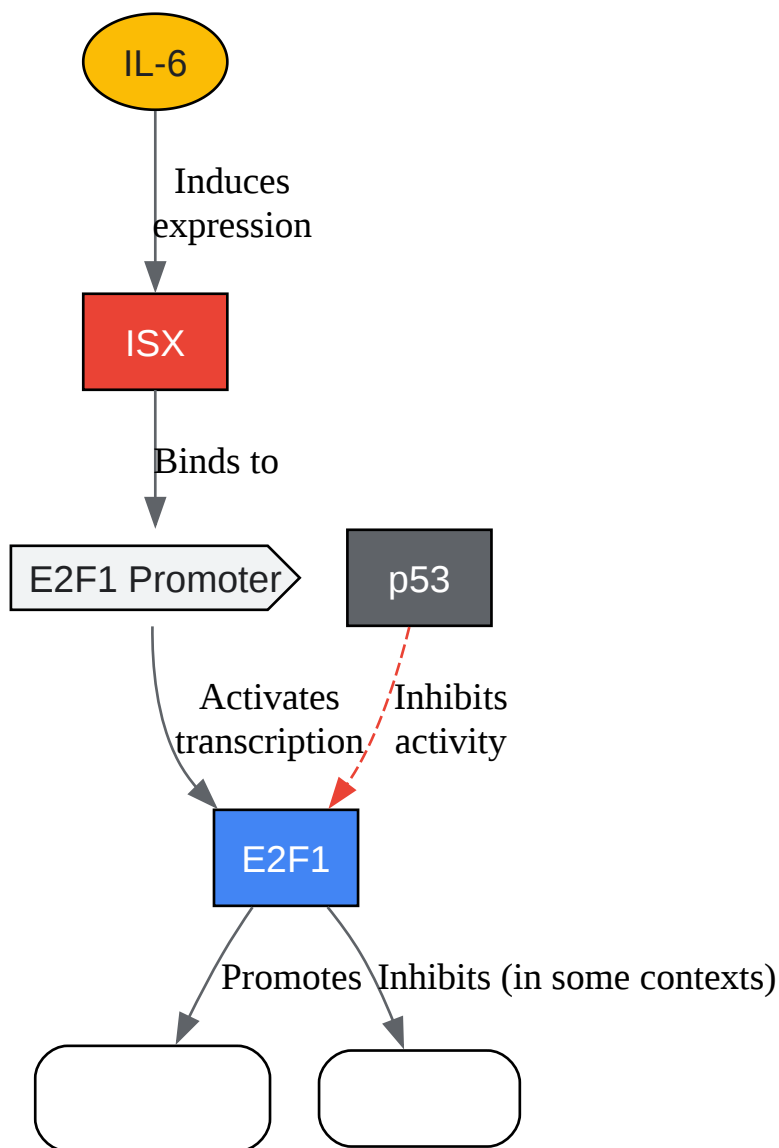 IL-6
Induces
expression
ISX
Binds to
E2F1 Promoter
p53
Activates
transcription
Inhibits
activity
E2F1
Promotes
Inhibits (in some contexts)